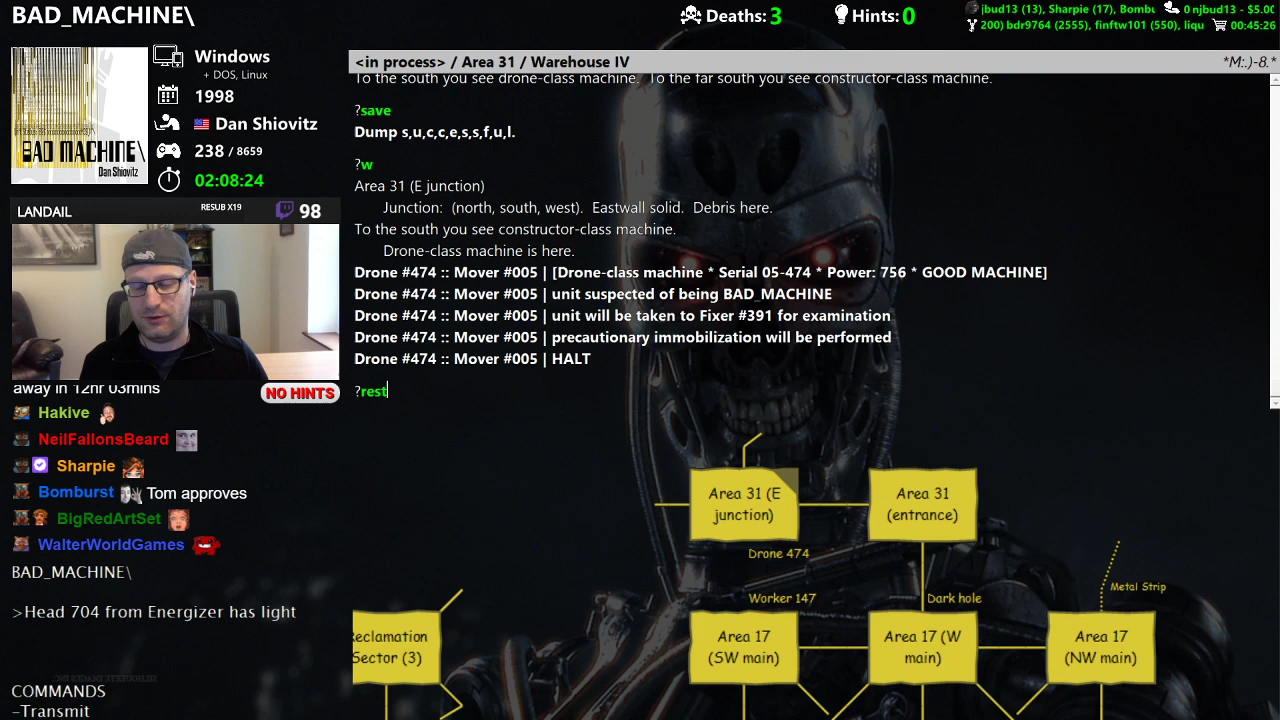 BAD_MACHINE\
Deaths: 3
Hints: 0
jbud13 (13), Sharpie (17), Bombu
0 njbud13 - $5.00
200) bdr9764 (2555), finftw101 (550), liqu
00:45:26
BAD MACHINE\
Dan Shiovitz
Windows
+ DOS, Linux
1998
Dan Shiovitz
238 / 8659
02:08:24
LANDAIL
RESUB X19
98
away in 12hr 03mins
NO HINTS
Hakive
NeilFallonsBeard
Sharpie
Bomburst Tom approves
BigRedArtSet
WalterWorldGames
BAD_MACHINE\
>Head 704 from Energizer has light
COMMANDS
-Transmit
<in process> / Area 31 / Warehouse IV
*M:.)-8.*
To the south you see drone-class machine. To the far south you see constructor-class machine.
?save
Dump s,u,c,c,e,s,s,f,u,l.
?w
Area 31 (E junction)
Junction: (north, south, west). Eastwall solid. Debris here.
To the south you see constructor-class machine.
Drone-class machine is here.
Drone #474 :: Mover #005 | [Drone-class machine * Serial 05-474 * Power: 756 * GOOD MACHINE]
Drone #474 :: Mover #005 | unit suspected of being BAD_MACHINE
Drone #474 :: Mover #005 | unit will be taken to Fixer #391 for examination
Drone #474 :: Mover #005 | precautionary immobilization will be performed
Drone #474 :: Mover #005 | HALT
?rest
Area 31 (E
junction)
Area 31
(entrance)
Drone 474
Worker 147
Dark hole
Metal Strip
Reclamation
Sector (3)
Area 17
(SW main)
Area 17 (W
main)
Area 17
(NW main)